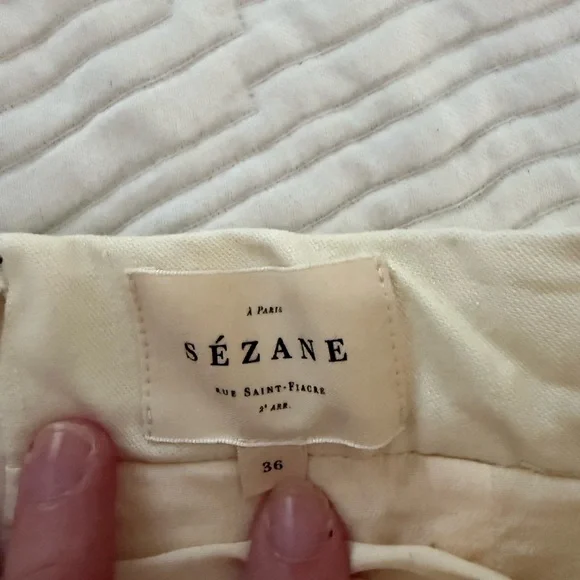 À PARIS
SÉZANE
RUE SAINT-FIACRE
2ᵉ ARR.
36